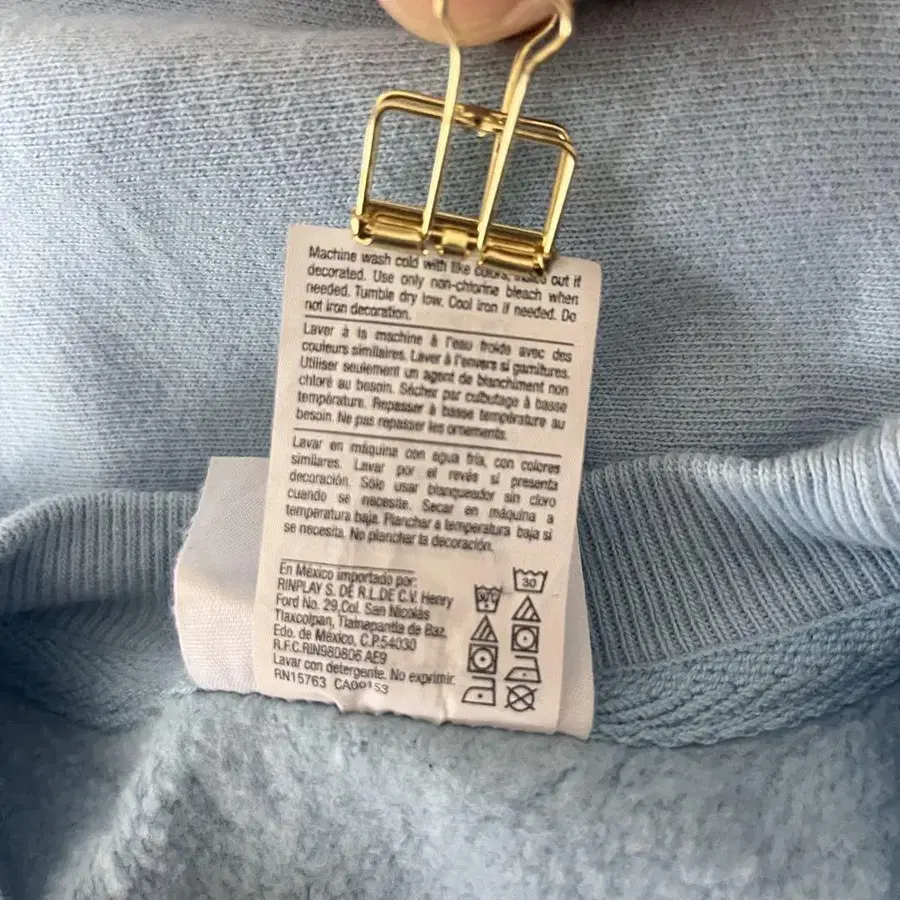 Machine wash cold with like colors, inside out if
decorated. Use only non-chlorine bleach when
needed. Tumble dry low. Cool iron if needed. Do
not iron decoration.
Laver à la machine à l'eau froide avec des
couleurs similaires. Laver à l'envers si garnitures.
Utiliser seulement un agent de blanchiment non
chloré au besoin. Sécher par culbutage à basse
température. Repasser à basse température au
besoin. Ne pas repasser les ornements.
Lavar en máquina con agua fría, con colores
similares. Lavar por el revés si presenta
decoración. Sólo usar blanqueador sin cloro
cuando se necesite. Secar en máquina a
temperatura baja. Planchar a temperatura baja si
se necesita. No planchar la decoración.
En México importado por:
RINPLAY S. DE R.L.DE C.V. Henry
Ford No. 29,Col. San Nicolás
Tlaxcolpan, Tlalnepantla de Baz,
Edo. de México, C.P.54030
R.F.C.RIN980806 AE9
Lavar con detergente. No exprimir.
RN15763 CA00153
30